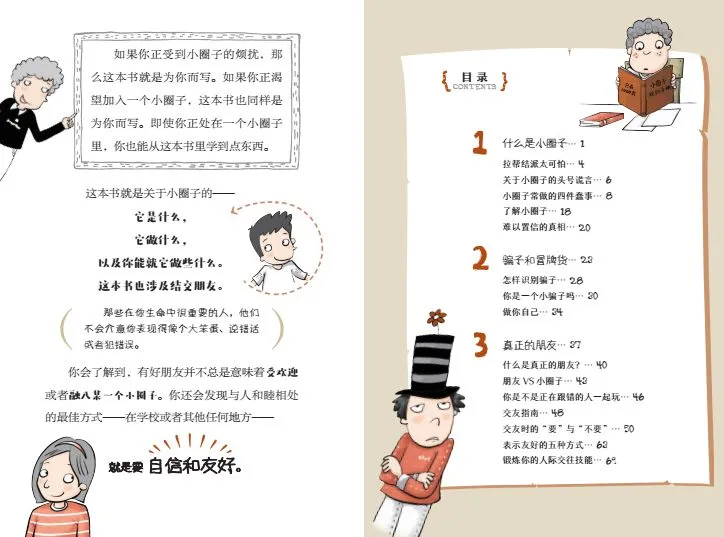 如果你正受到小圈子的烦扰，那
么这本书就是为你而写。如果你正渴
望加入一个小圈子，这本书也同样是
为你而写。即使你正处在一个小圈子
里，你也能从这本书里学到点东西。
这本书就是关于小圈子的——
它是什么，
它做什么，
以及你能就它做些什么。
这本书也涉及结交朋友。
那些在你生命中很重要的人，他们
不会介意你表现得像个大笨蛋、说错话
或者犯错误。
你会了解到，有好朋友并不总是意味着受欢迎
或者融入某一个小圈子。你还会发现与人和睦相处
的最佳方式——在学校或者其他任何地方——
就是要 自信和友好。
目录
CONTENTS
1 什么是小圈子… 1
拉帮结派太可怕… 4
关于小圈子的头号谎言… 6
小圈子常做的四件蠢事… 8
了解小圈子… 18
难以置信的真相… 20
2 骗子和冒牌货… 23
怎样识别骗子… 28
你是一个小骗子吗… 30
做你自己… 34
3 真正的朋友… 37
什么是真正的朋友？… 40
朋友 VS 小圈子… 43
你是不是正在跟错的人一起玩… 46
交友指南… 48
交友时的“要”与“不要”… 50
表示友好的五种方式… 63
锻炼你的人际交往技能… 69